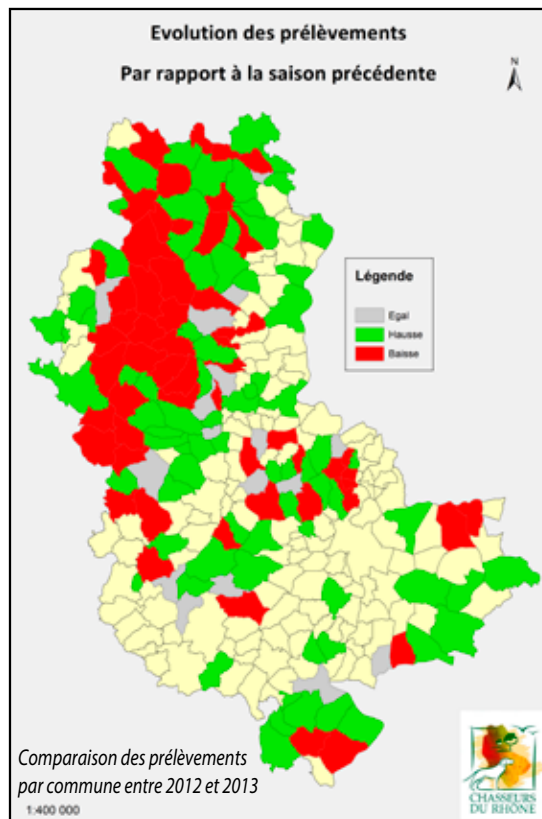 Evolution des prélèvements
Par rapport à la saison précédente
N
Légende
Egal
Hausse
Baisse
Comparaison des prélèvements
par commune entre 2012 et 2013
1:400 000
CHASSEURS
DU RHÔNE